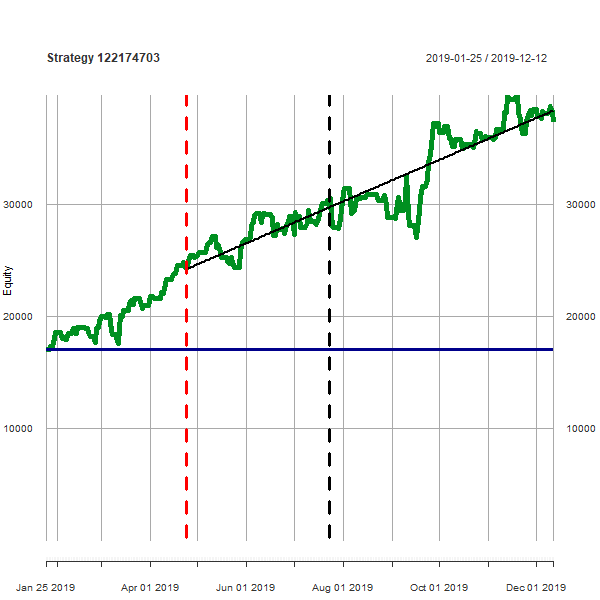 Strategy 122174703
2019-01-25 / 2019-12-12
30000
30000
Equity
20000
20000
10000
10000
Jan 25 2019
Apr 01 2019
Jun 01 2019
Aug 01 2019
Oct 01 2019
Dec 01 2019